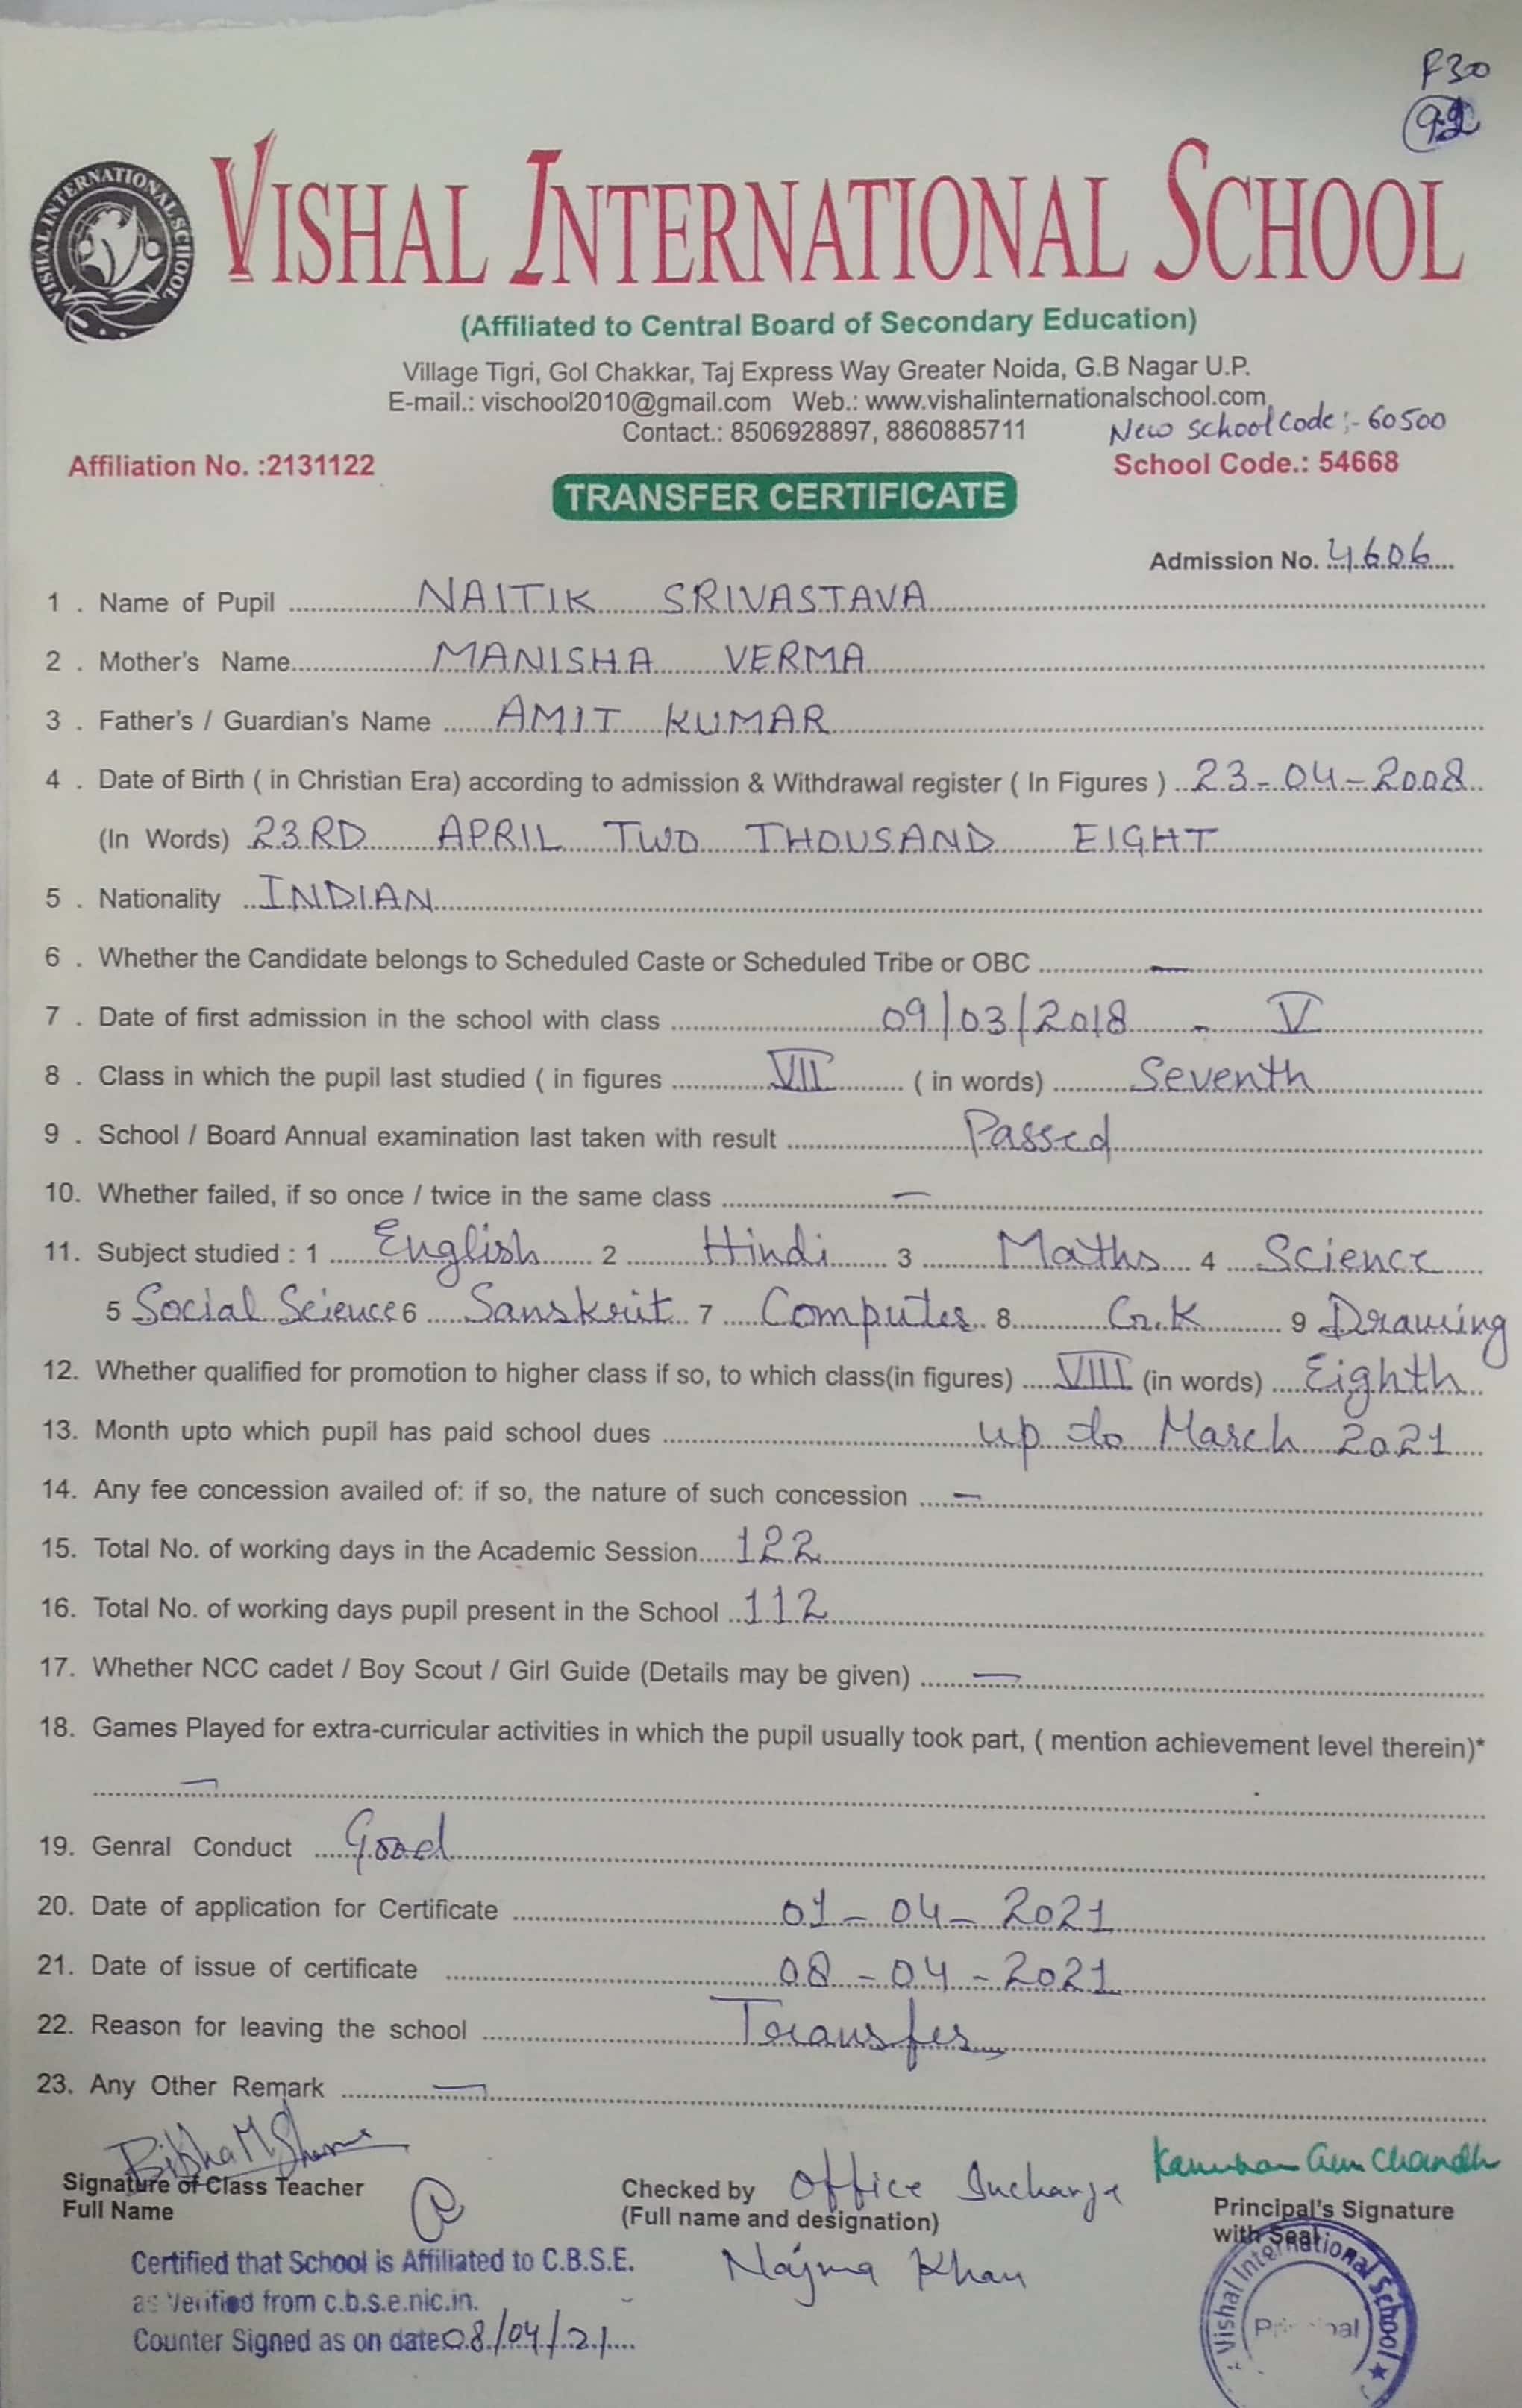 F30
VISHAL INTERNATIONAL SCHOOL
VISHAL INTERNATIONAL SCHOOL
(Affiliated to Central Board of Secondary Education)
Village Tigri, Gol Chakkar, Taj Express Way Greater Noida, G.B Nagar U.P.
E-mail.: vischool2010@gmail.com Web.: www.vishalinternationalschool.com
Contact.: 8506928897, 8860885711 New school Code :- 60500
Affiliation No. :2131122 School Code.: 54668
TRANSFER CERTIFICATE
Admission No. 4606
1 . Name of Pupil NAITIK SRIVASTAVA
2 . Mother's Name MANISHA VERMA
3 . Father's / Guardian's Name AMIT KUMAR
4 . Date of Birth ( in Christian Era) according to admission & Withdrawal register ( In Figures ) 23-04-2008
(In Words) 23RD APRIL TWO THOUSAND EIGHT
5 . Nationality INDIAN
6 . Whether the Candidate belongs to Scheduled Caste or Scheduled Tribe or OBC —
7 . Date of first admission in the school with class 09/03/2018 - V
8 . Class in which the pupil last studied ( in figures VII ( in words) Seventh
9 . School / Board Annual examination last taken with result Passed
10. Whether failed, if so once / twice in the same class —
11. Subject studied : 1 English 2 Hindi 3 Maths 4 Science
5 Social Science 6 Sanskrit 7 Computer 8 G.K 9 Drawing
12. Whether qualified for promotion to higher class if so, to which class(in figures) VIII (in words) Eighth
13. Month upto which pupil has paid school dues up to March 2021
14. Any fee concession availed of: if so, the nature of such concession —
15. Total No. of working days in the Academic Session 122
16. Total No. of working days pupil present in the School 112
17. Whether NCC cadet / Boy Scout / Girl Guide (Details may be given) —
18. Games Played for extra-curricular activities in which the pupil usually took part, ( mention achievement level therein)*
—
19. Genral Conduct Good
20. Date of application for Certificate 01-04-2021
21. Date of issue of certificate 08-04-2021
22. Reason for leaving the school Transfer
23. Any Other Remark —
Signature of Class Teacher
Full Name
Checked by Office Incharge
(Full name and designation)
Najma Khan
Principal's Signature
with Seal
Certified that School is Affiliated to C.B.S.E.
as Verified from c.b.s.e.nic.in.
Counter Signed as on date 08/04/21
Vishal International School
Principal